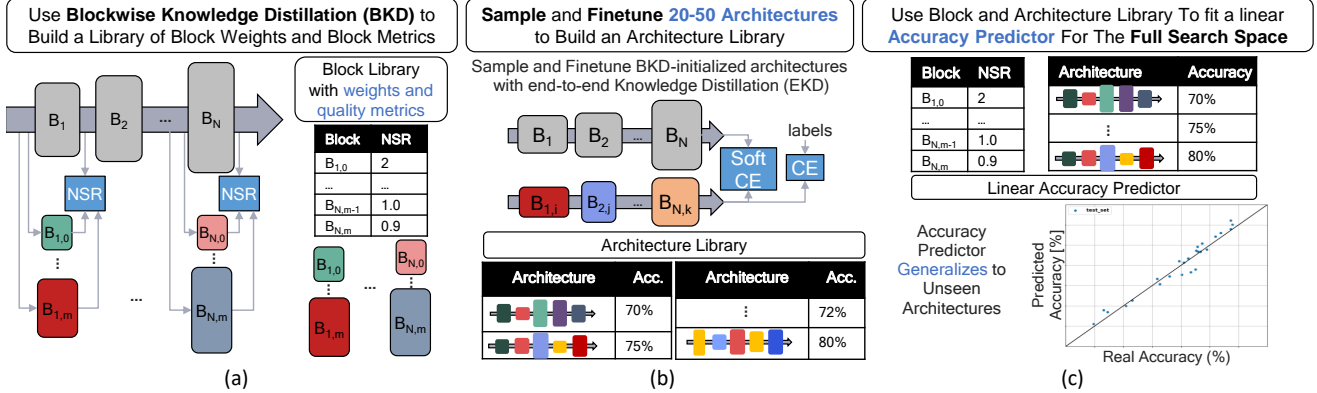 Use Blockwise Knowledge Distillation (BKD) to
Build a Library of Block Weights and Block Metrics
B1
B2
...
BN
NSR
NSR
B1,0
BN,0
B1,m
...
BN,m
Block Library
with weights and
quality metrics
Block NSR
B1,0 2
... ...
BN,m-1 1.0
BN,m 0.9
B1,0
BN,0
...
B1,m
BN,m
(a)
Sample and Finetune 20-50 Architectures
to Build an Architecture Library
Sample and Finetune BKD-initialized architectures
with end-to-end Knowledge Distillation (EKD)
B1
B2
...
BN
labels
Soft
CE
CE
B1,i
B2,j
...
BN,k
Architecture Library
Architecture Acc. Architecture Acc.
70% ⋮ 72%
75% 80%
(b)
Use Block and Architecture Library To fit a linear
Accuracy Predictor For The Full Search Space
Block NSR
B1,0 2
... ...
BN,m-1 1.0
BN,m 0.9
Architecture Accuracy
70%
⋮ 75%
80%
Linear Accuracy Predictor
Accuracy
Predictor
Generalizes to
Unseen
Architectures
test_set
Predicted
Accuracy [%]
Real Accuracy (%)
(c)